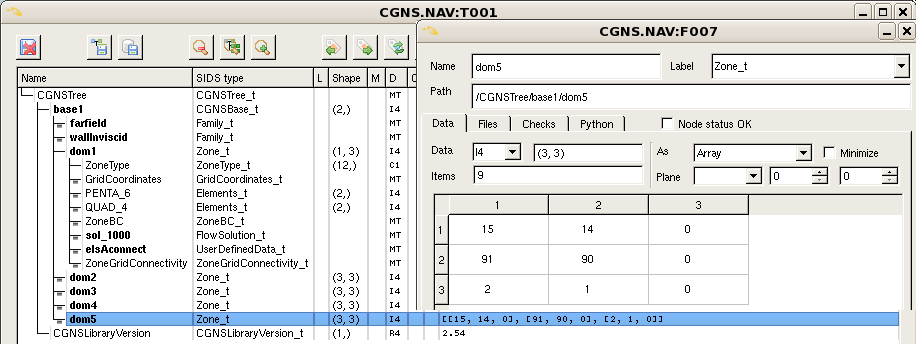 CGNS.NAV:T001
Name SIDS type L Shape M D C
CGNSTree CGNSTree_t MT
base1 CGNSBase_t (2,) I4
farfield Family_t MT
wallInviscid Family_t MT
dom1 Zone_t (1, 3) I4
ZoneType ZoneType_t (12,) C1
GridCoordinates GridCoordinates_t MT
PENTA_6 Elements_t (2,) I4
QUAD_4 Elements_t (2,) I4
ZoneBC ZoneBC_t MT
sol_1000 FlowSolution_t MT
elsAconnect UserDefinedData_t MT
ZoneGridConnectivity ZoneGridConnectivity_t MT
dom2 Zone_t (3, 3) I4
dom3 Zone_t (3, 3) I4
dom4 Zone_t (3, 3) I4
dom5 Zone_t (3, 3) I4 [[15, 14, 0], [91, 90, 0], [2, 1, 0]]
CGNSLibraryVersion CGNSLibraryVersion_t (1,) R4 2.54
CGNS.NAV:F007
Name dom5 Label Zone_t
Path /CGNSTree/base1/dom5
Data Files Checks Python Node status OK
Data I4 (3, 3) As Array Minimize
Items 9 Plane 0 0
1 2 3
1 15 14 0
2 91 90 0
3 2 1 0